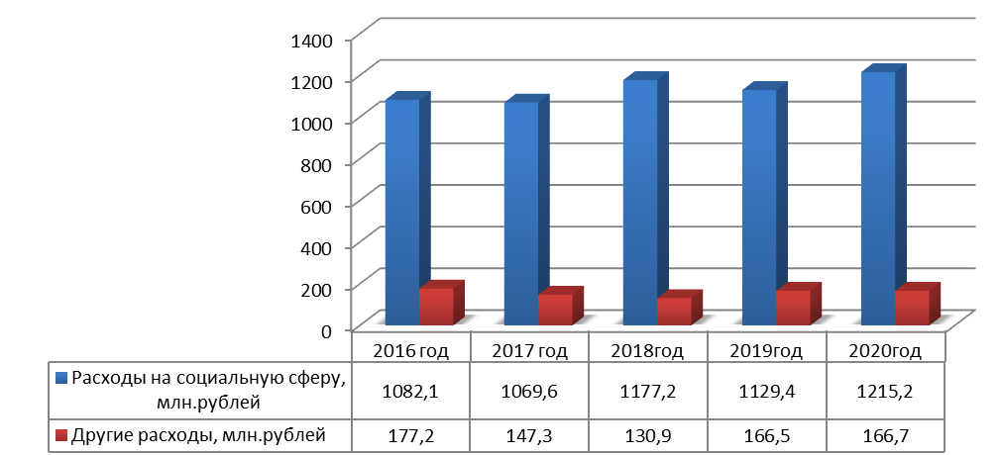 1400
1200
1000
800
600
400
200
0
2016 год 2017 год 2018год 2019год 2020год
Расходы на социальную сферу,
млн.рублей 1082,1 1069,6 1177,2 1129,4 1215,2
Другие расходы, млн.рублей 177,2 147,3 130,9 166,5 166,7